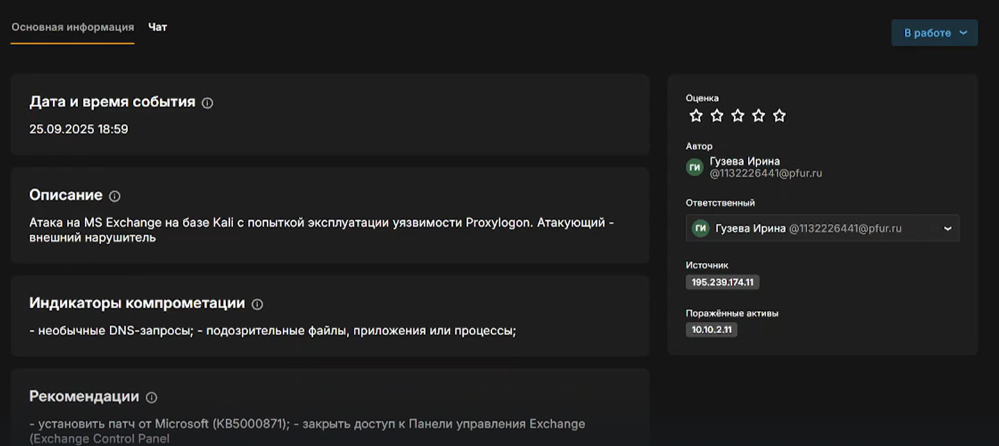 Основная информация
Чат
В работе
Дата и время события
25.09.2025 18:59
Описание
Атака на MS Exchange на базе Kali с попыткой эксплуатации уязвимости Proxylogon. Атакующий -
внешний нарушитель
Индикаторы компрометации
- необычные DNS-запросы; - подозрительные файлы, приложения или процессы;
Рекомендации
- установить патч от Microsoft (KB5000871); - закрыть доступ к Панели управления Exchange
(Exchange Control Panel
Оценка
Автор
ГИ
Гузева Ирина
@1132226441@pfur.ru
Ответственный
ГИ Гузева Ирина @1132226441@pfur.ru
Источник
195.239.174.11
Поражённые активы
10.10.2.11